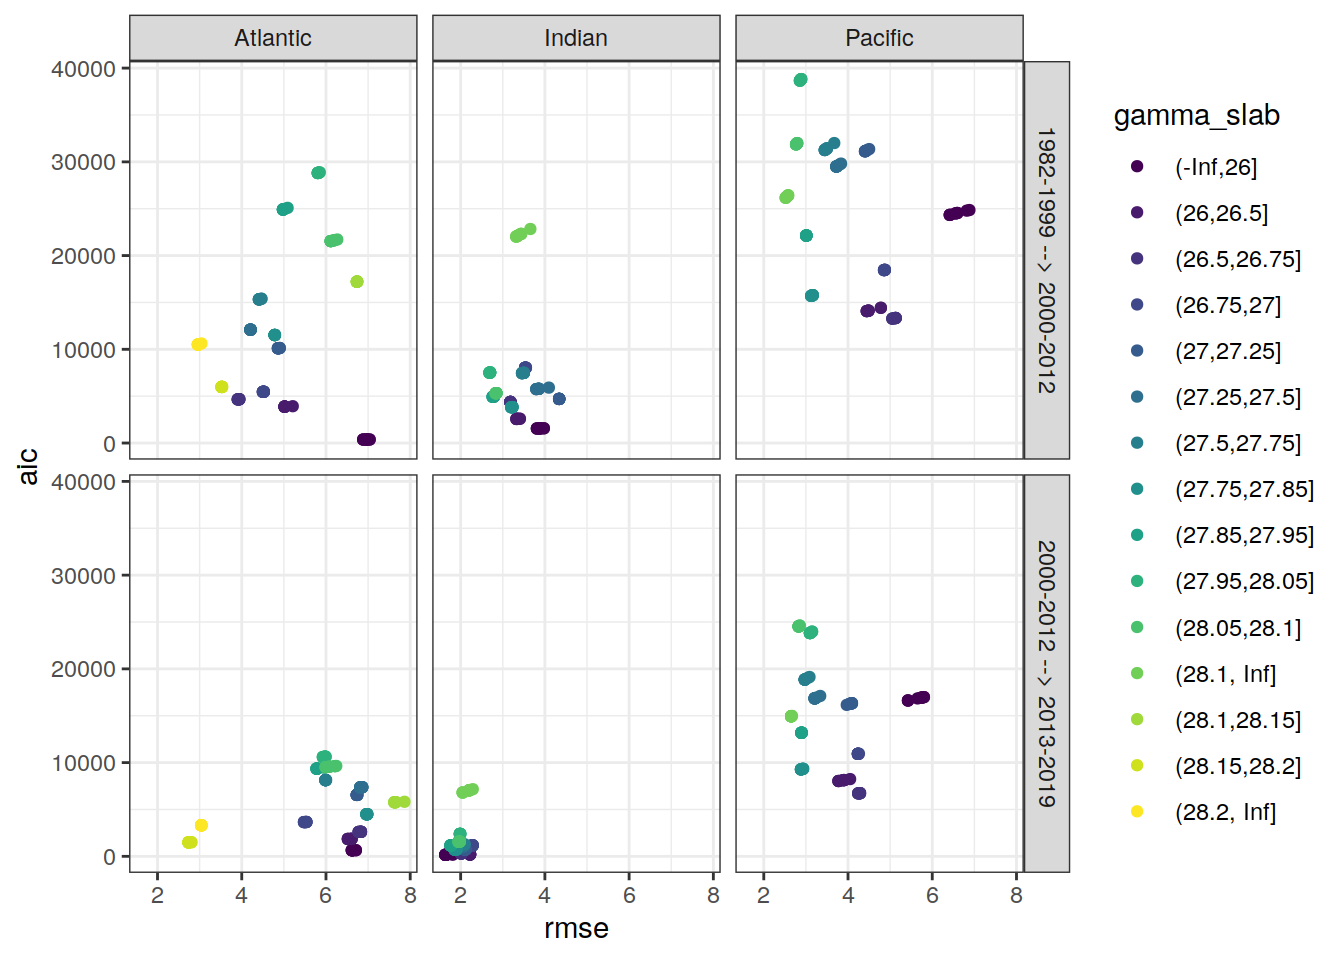 Atlantic
Indian
Pacific
40000
30000
20000
10000
0
1982-1999 --> 2000-2012
aic
40000
30000
20000
10000
0
2000-2012 --> 2013-2019
2 4 6 8
2 4 6 8
2 4 6 8
rmse
gamma_slab
(-Inf,26]
(26,26.5]
(26.5,26.75]
(26.75,27]
(27,27.25]
(27.25,27.5]
(27.5,27.75]
(27.75,27.85]
(27.85,27.95]
(27.95,28.05]
(28.05,28.1]
(28.1, Inf]
(28.1,28.15]
(28.15,28.2]
(28.2, Inf]